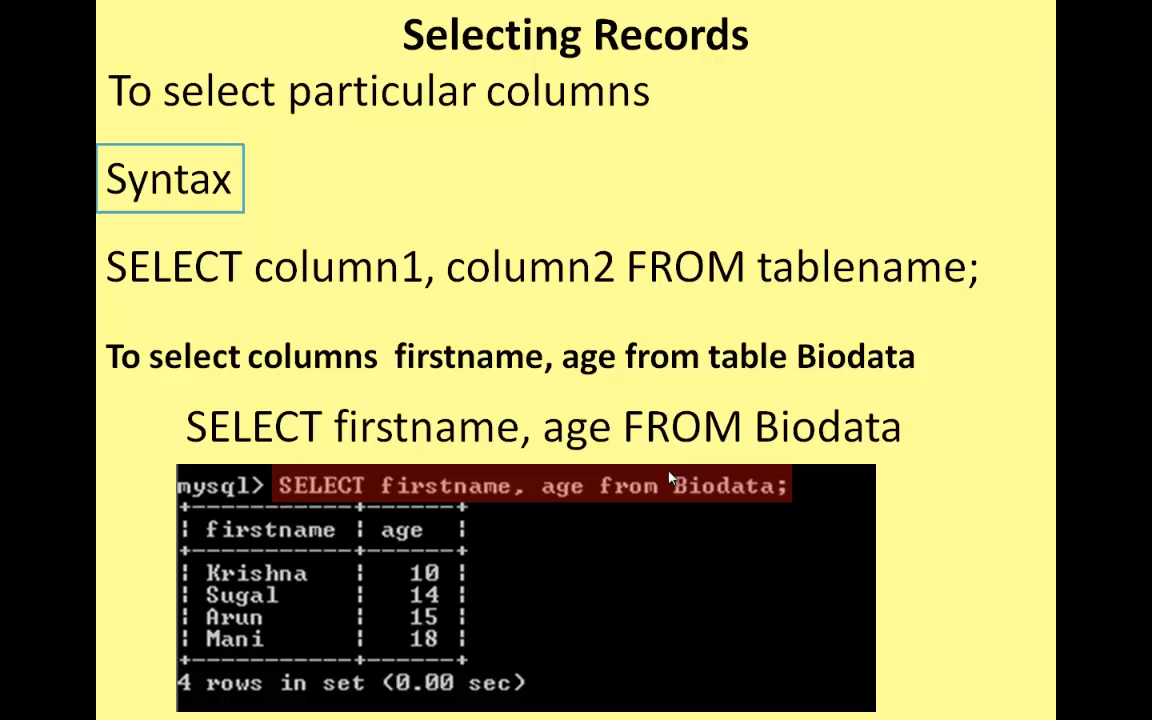 Selecting Records
To select particular columns
Syntax
SELECT column1, column2 FROM tablename;
To select columns  firstname, age from table Biodata
SELECT firstname, age FROM Biodata
mysql> SELECT firstname, age from Biodata;
+-----------+------+
| firstname | age  |
+-----------+------+
| Krishna   |   10 |
| Sugal     |   14 |
| Arun      |   15 |
| Mani      |   18 |
+-----------+------+
4 rows in set (0.00 sec)